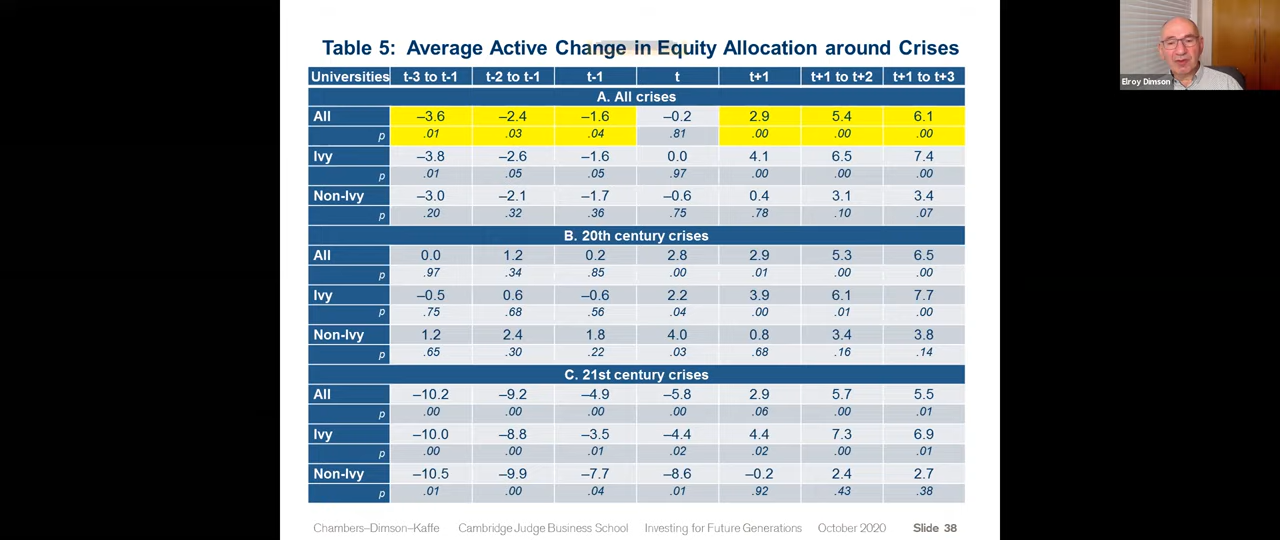 Table 5: Average Active Change in Equity Allocation around Crises
Universities t-3 to t-1 t-2 to t-1 t-1 t t+1 t+1 to t+2 t+1 to t+3
A. All crises
All –3.6 –2.4 –1.6 –0.2 2.9 5.4 6.1
p .01 .03 .04 .81 .00 .00 .00
Ivy –3.8 –2.6 –1.6 0.0 4.1 6.5 7.4
p .01 .05 .05 .97 .00 .00 .00
Non-Ivy –3.0 –2.1 –1.7 –0.6 0.4 3.1 3.4
p .20 .32 .36 .75 .78 .10 .07
B. 20th century crises
All 0.0 1.2 0.2 2.8 2.9 5.3 6.5
p .97 .34 .85 .00 .01 .00 .00
Ivy –0.5 0.6 –0.6 2.2 3.9 6.1 7.7
p .75 .68 .56 .04 .00 .01 .00
Non-Ivy 1.2 2.4 1.8 4.0 0.8 3.4 3.8
p .65 .30 .22 .03 .68 .16 .14
C. 21st century crises
All –10.2 –9.2 –4.9 –5.8 2.9 5.7 5.5
p .00 .00 .00 .00 .06 .00 .01
Ivy –10.0 –8.8 –3.5 –4.4 4.4 7.3 6.9
p .00 .00 .01 .02 .02 .00 .01
Non-Ivy –10.5 –9.9 –7.7 –8.6 –0.2 2.4 2.7
p .01 .00 .04 .01 .92 .43 .38
Chambers–Dimson–Kaffe Cambridge Judge Business School Investing for Future Generations October 2020 Slide 38
Elroy Dimson